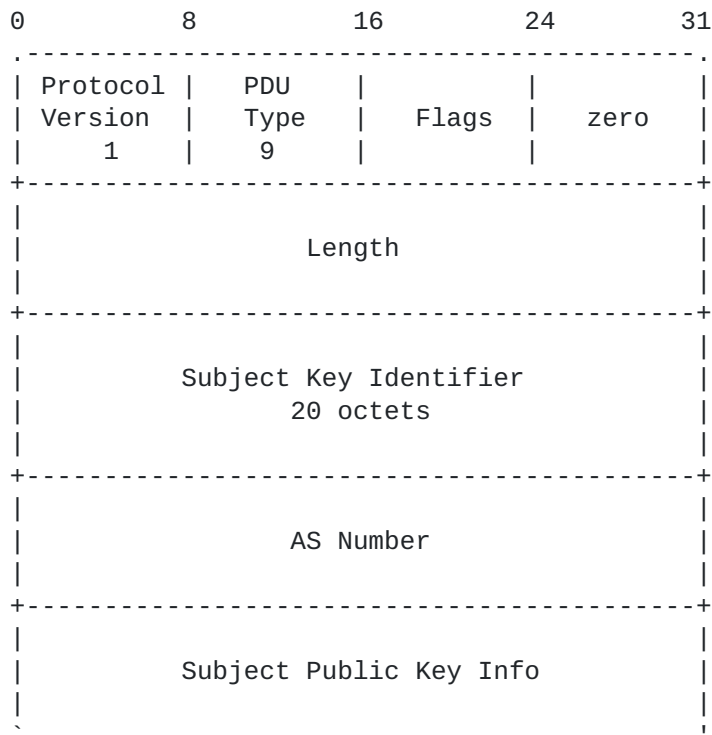 0 8 16 24 31
.-------------------------------------------.
| Protocol | PDU | | |
| Version | Type | Flags | zero |
| 1 | 9 | | |
+-------------------------------------------+
| |
| Length |
| |
+-------------------------------------------+
| |
| Subject Key Identifier |
| 20 octets |
| |
+-------------------------------------------+
| |
| AS Number |
| |
+-------------------------------------------+
| |
| Subject Public Key Info |
| |
` '